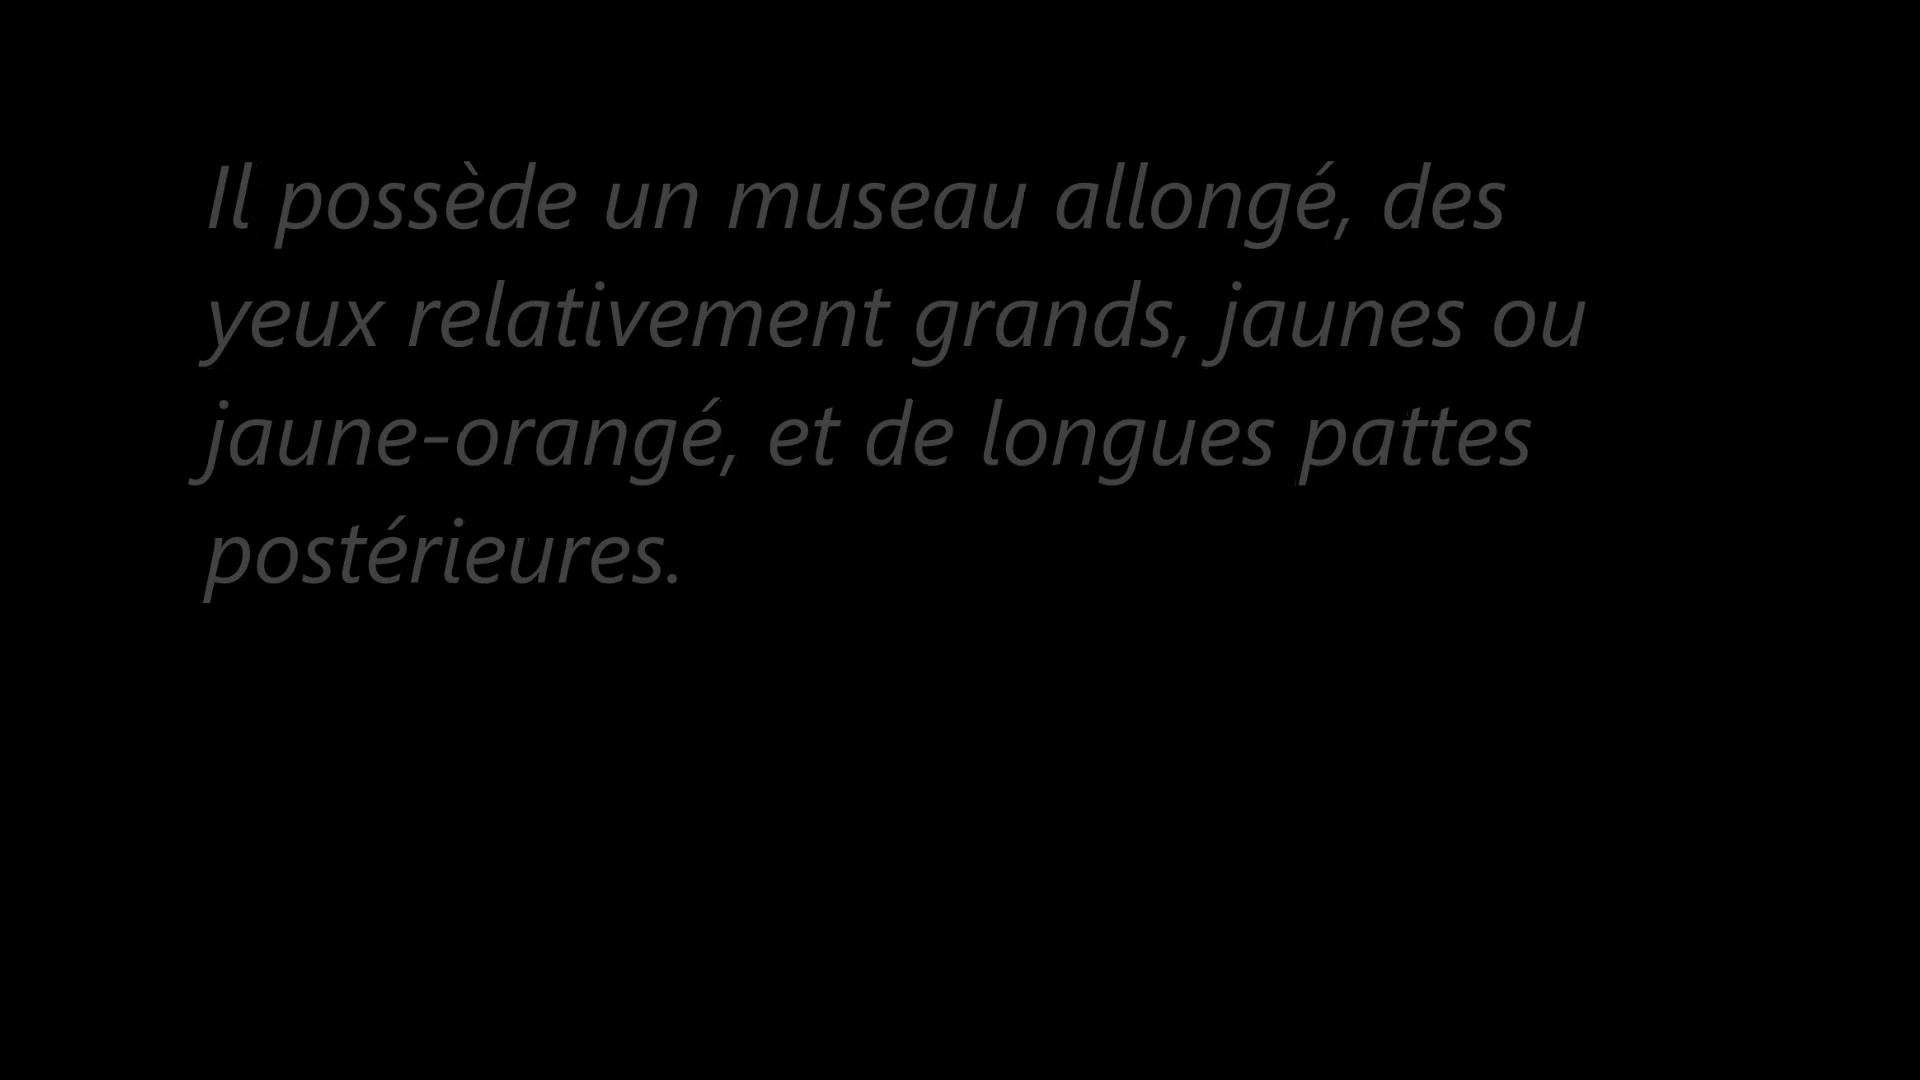 Il possède un museau allongé, des
yeux relativement grands, jaunes ou
jaune-orangé, et de longues pattes
postérieures.